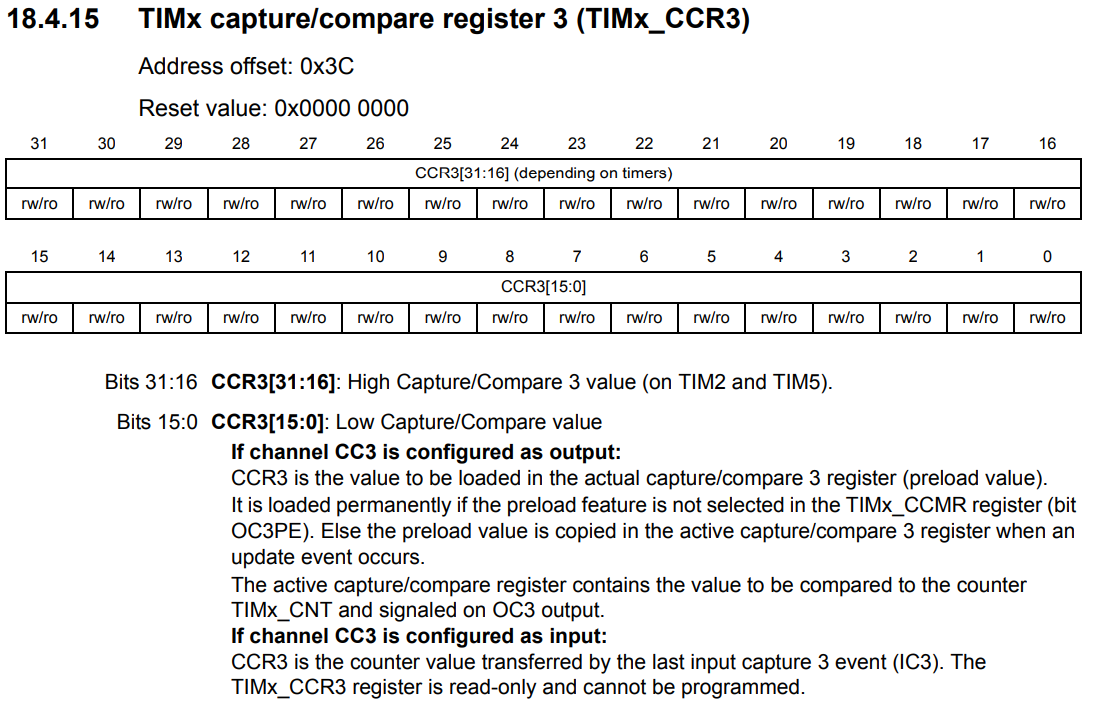 18.4.15 TIMx capture/compare register 3 (TIMx_CCR3)
Address offset: 0x3C
Reset value: 0x0000 0000
31 30 29 28 27 26 25 24 23 22 21 20 19 18 17 16
CCR3[31:16] (depending on timers)
rw/ro rw/ro rw/ro rw/ro rw/ro rw/ro rw/ro rw/ro rw/ro rw/ro rw/ro rw/ro rw/ro rw/ro rw/ro rw/ro
15 14 13 12 11 10 9 8 7 6 5 4 3 2 1 0
CCR3[15:0]
rw/ro rw/ro rw/ro rw/ro rw/ro rw/ro rw/ro rw/ro rw/ro rw/ro rw/ro rw/ro rw/ro rw/ro rw/ro rw/ro
Bits 31:16 CCR3[31:16]: High Capture/Compare 3 value (on TIM2 and TIM5).
Bits 15:0 CCR3[15:0]: Low Capture/Compare value
If channel CC3 is configured as output:
CCR3 is the value to be loaded in the actual capture/compare 3 register (preload value).
It is loaded permanently if the preload feature is not selected in the TIMx_CCMR register (bit
OC3PE). Else the preload value is copied in the active capture/compare 3 register when an
update event occurs.
The active capture/compare register contains the value to be compared to the counter
TIMx_CNT and signaled on OC3 output.
If channel CC3 is configured as input:
CCR3 is the counter value transferred by the last input capture 3 event (IC3). The
TIMx_CCR3 register is read-only and cannot be programmed.